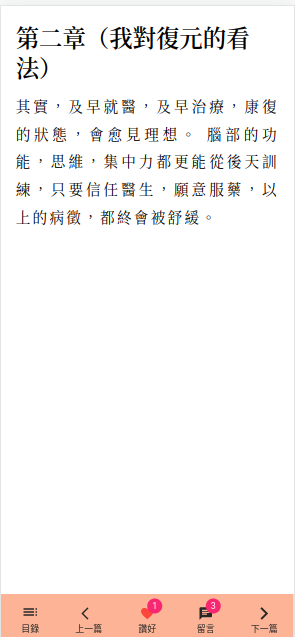 第二章（我對復元的看
法）
其實，及早就醫，及早治療，康復
的狀態，會愈見理想。 腦部的功
能，思維，集中力都更能從後天訓
練，只要信任醫生，願意服藥，以
上的病徵，都終會被舒緩。
1 3
目錄 上一篇 讚好 留言 下一篇